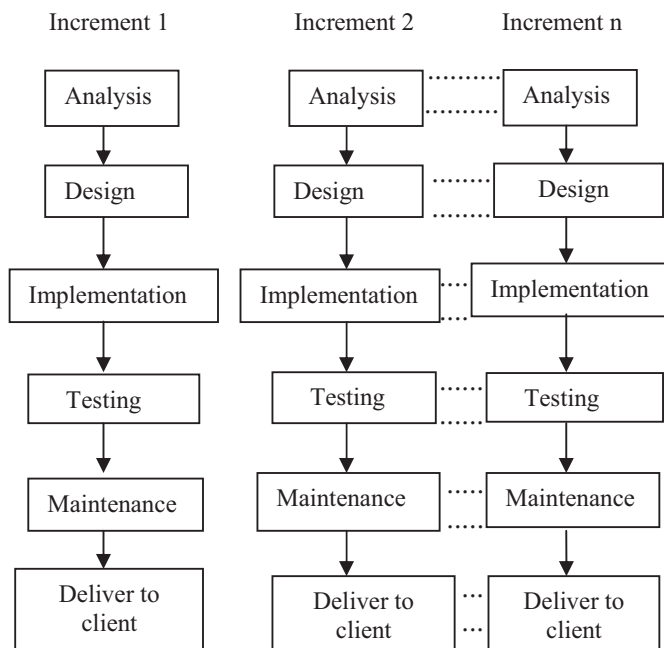 Increment 1
Increment 2
Increment n
Analysis
Design
Implementation
Testing
Maintenance
Deliver to
client
Analysis
Design
Implementation
Testing
Maintenance
Deliver to
client
Analysis
Design
Implementation
Testing
Maintenance
Deliver to
client